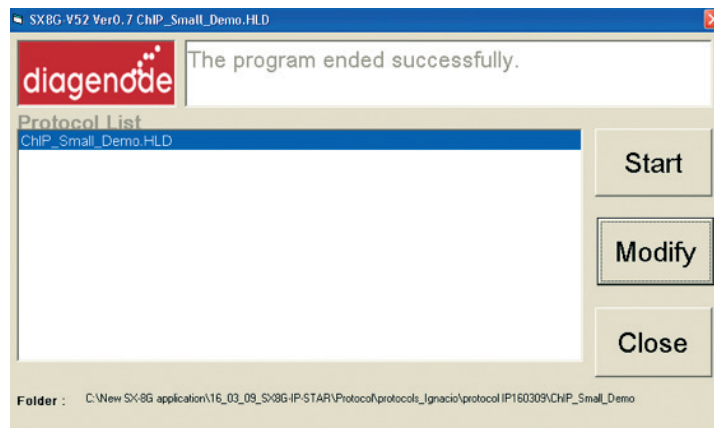 SX8G-V52 Ver0.7 ChIP_Small_Demo.HLD
diagenode
The program ended successfully.
Protocol List
ChIP_Small_Demo.HLD
Start
Modify
Close
Folder : C:\New SX-8G application\16_03_09_SX8G-IP-STAR\Protocol\protocols_Ignacio\protocol IP160309\ChIP_Small_Demo